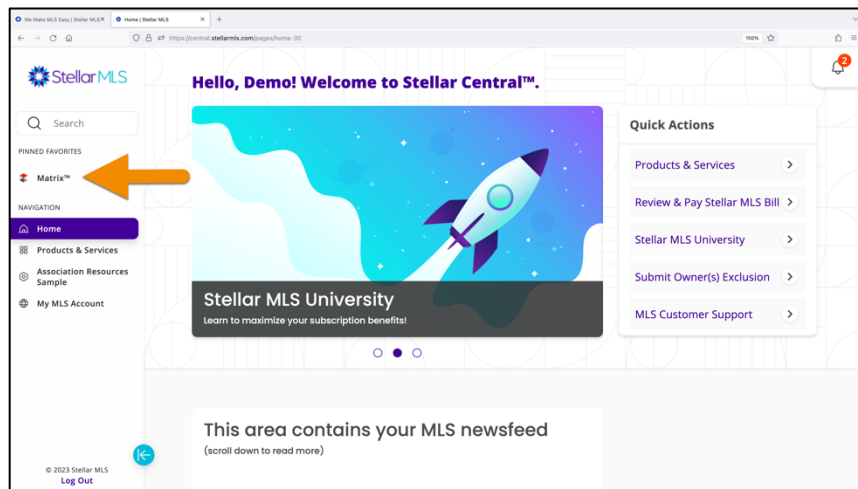 We Make MLS Easy | Stellar MLS
Home | Stellar MLS
https://central.stellarmls.com/pages/home-30
150%
StellarMLS
Hello, Demo! Welcome to Stellar Central™.
2
Search
PINNED FAVORITES
Matrix™
NAVIGATION
Home
Products & Services
Association Resources
Sample
My MLS Account
Stellar MLS University
Learn to maximize your subscription benefits!
Quick Actions
Products & Services
Review & Pay Stellar MLS Bill
Stellar MLS University
Submit Owner(s) Exclusion
MLS Customer Support
This area contains your MLS newsfeed
(scroll down to read more)
© 2023 Stellar MLS
Log Out